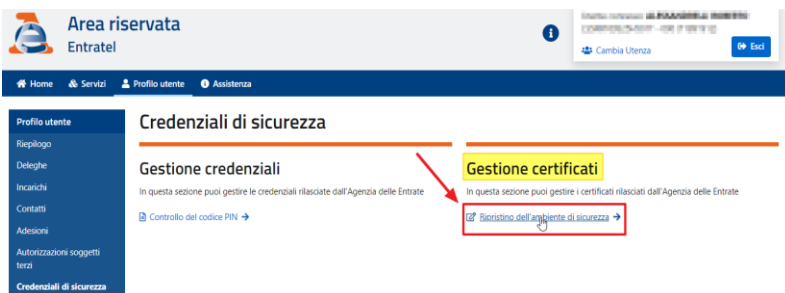 Area riservata
Entratel
Cambia Utenza
Esci
Home Servizi Profilo utente Assistenza
Profilo utente
Riepilogo
Deleghe
Incarichi
Contatti
Adesioni
Autorizzazioni soggetti
terzi
Credenziali di sicurezza
Credenziali di sicurezza
Gestione credenziali
In questa sezione puoi gestire le credenziali rilasciate dall'Agenzia delle Entrate
Controllo del codice PIN
Gestione certificati
In questa sezione puoi gestire i certificati rilasciati dall'Agenzia delle Entrate
Ripristino dell'ambiente di sicurezza